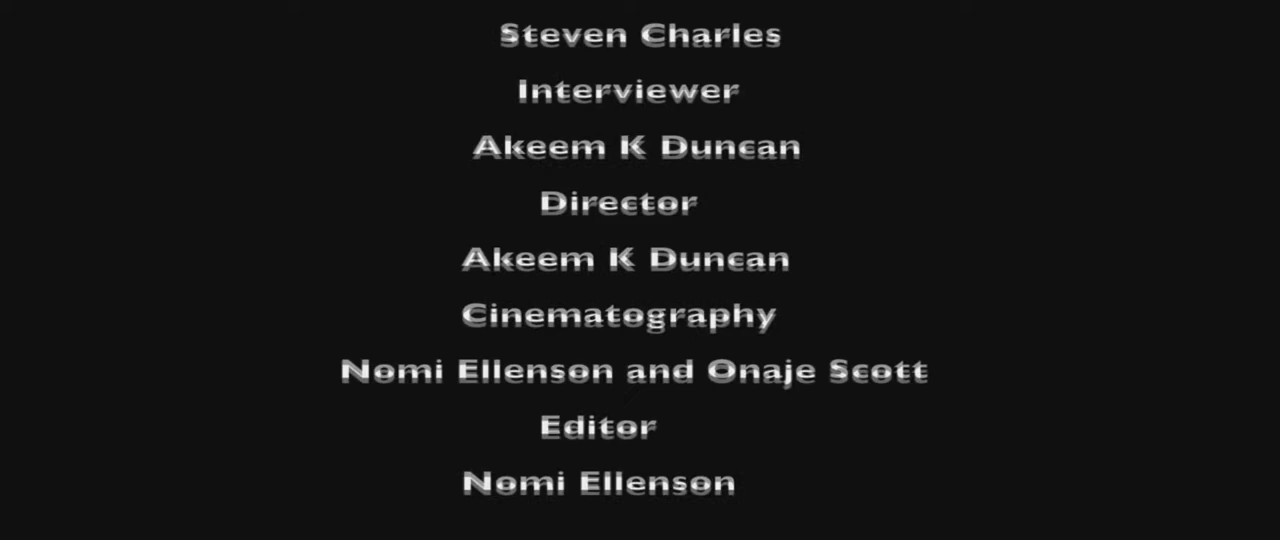 Steven Charles
Interviewer
Akeem K Duncan
Director
Akeem K Duncan
Cinematography
Nomi Ellenson and Onaje Scott
Editor
Nomi Ellenson